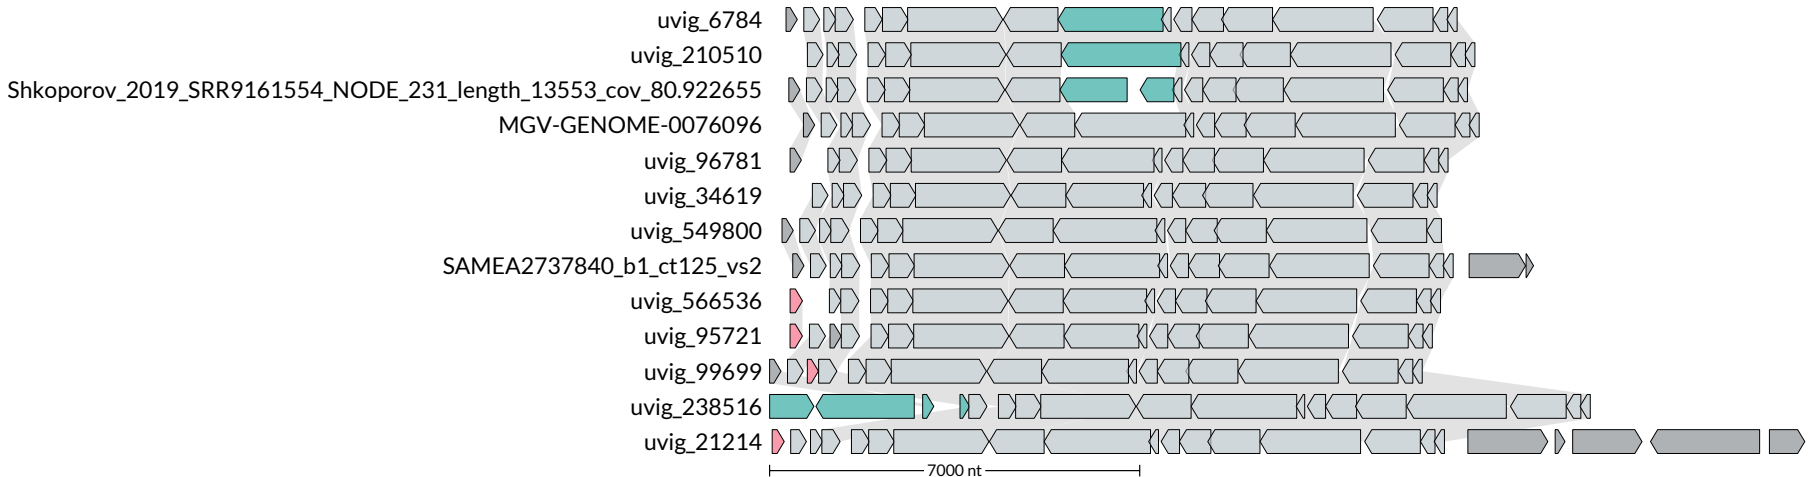 uvig_6784
uvig_210510
Shkoporov_2019_SRR9161554_NODE_231_length_13553_cov_80.922655
MGV-GENOME-0076096
uvig_96781
uvig_34619
uvig_549800
SAMEA2737840_b1_ct125_vs2
uvig_566536
uvig_95721
uvig_99699
uvig_238516
uvig_21214
7000 nt